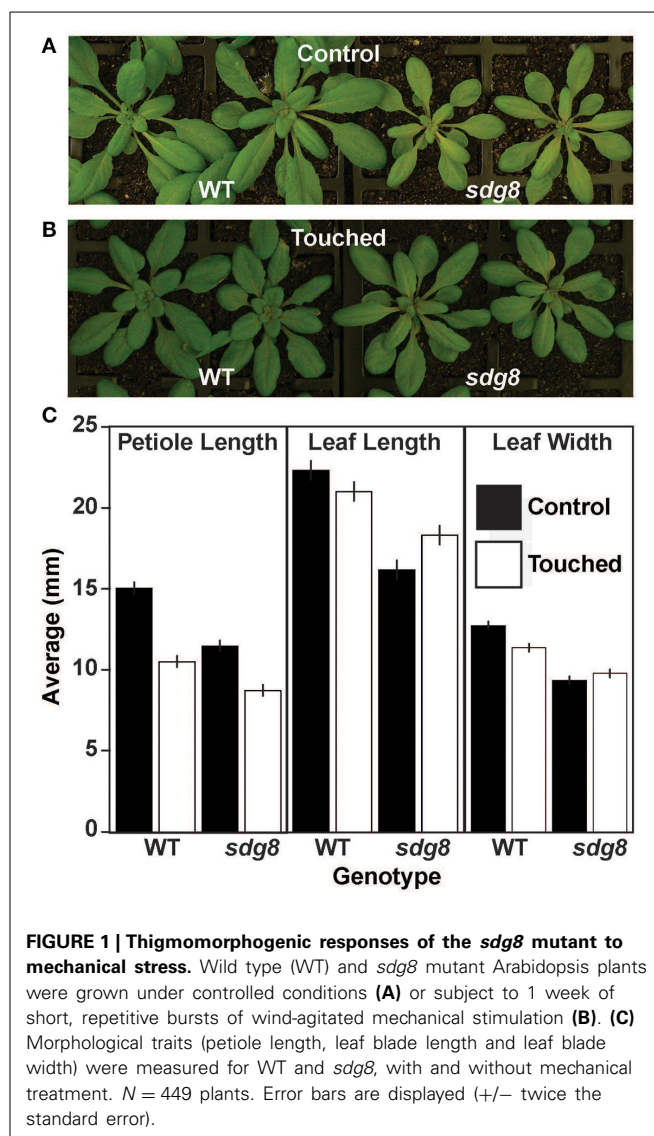 A
Control
WT
sdg8
B
Touched
WT
sdg8
C
25
20
15
10
5
0
Average (mm)
Petiole Length
Leaf Length
Leaf Width
Control
Touched
WT
sdg8
WT
sdg8
WT
sdg8
Genotype
FIGURE 1 | Thigmomorphogenic responses of the sdg8 mutant to
mechanical stress. Wild type (WT) and sdg8 mutant Arabidopsis plants
were grown under controlled conditions (A) or subject to 1 week of
short, repetitive bursts of wind-agitated mechanical stimulation (B). (C)
Morphological traits (petiole length, leaf blade length and leaf blade
width) were measured for WT and sdg8, with and without mechanical
treatment. N = 449 plants. Error bars are displayed (+/− twice the
standard error).